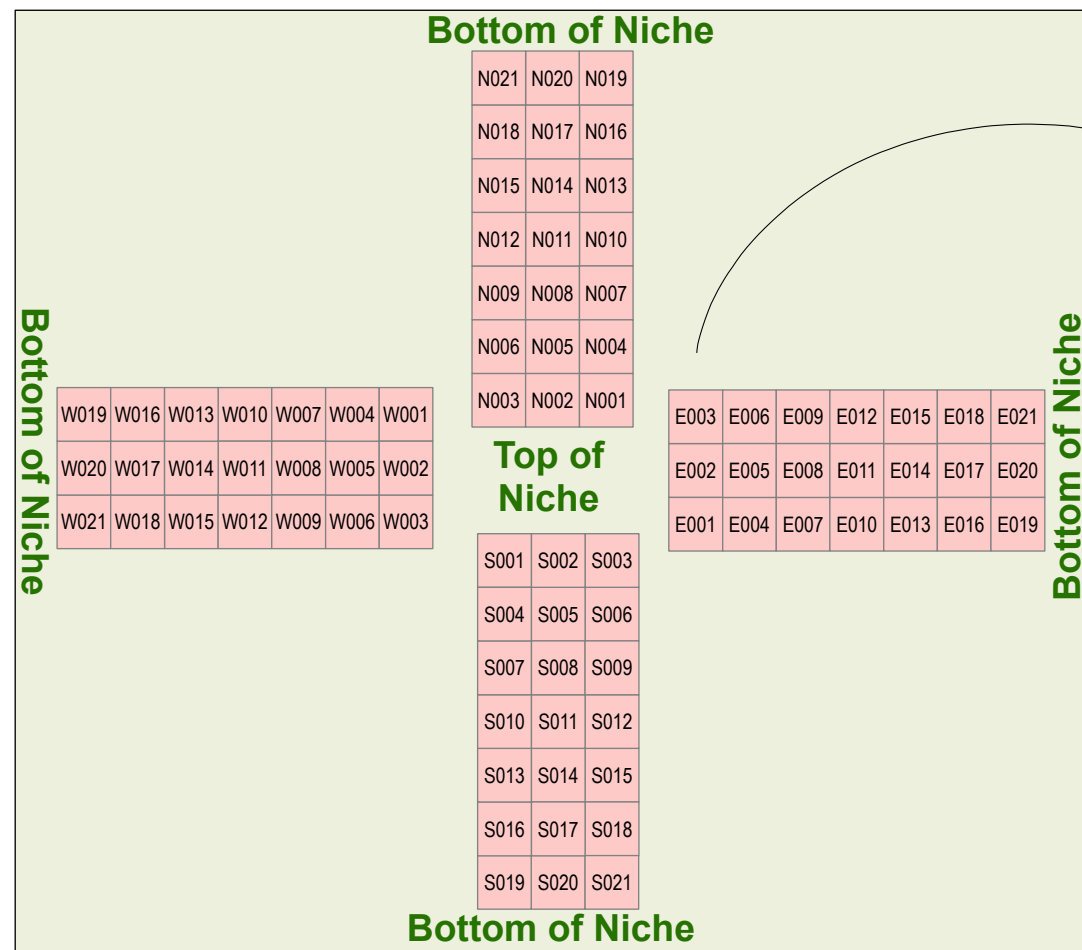 Bottom of Niche
N021 N020 N019
N018 N017 N016
N015 N014 N013
N012 N011 N010
N009 N008 N007
N006 N005 N004
N003 N002 N001
Bottom of Niche
W019 W016 W013 W010 W007 W004 W001
W020 W017 W014 W011 W008 W005 W002
W021 W018 W015 W012 W009 W006 W003
Top of
Niche
E003 E006 E009 E012 E015 E018 E021
E002 E005 E008 E011 E014 E017 E020
E001 E004 E007 E010 E013 E016 E019
Bottom of Niche
S001 S002 S003
S004 S005 S006
S007 S008 S009
S010 S011 S012
S013 S014 S015
S016 S017 S018
S019 S020 S021
Bottom of Niche